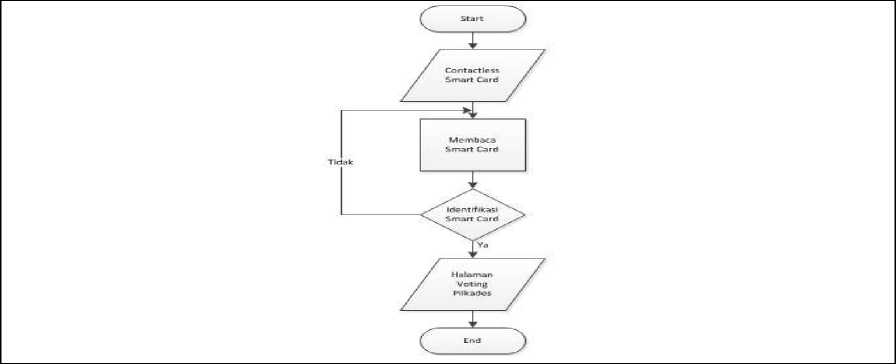 Start
Contactless
Smart Card
Membaca
Smart Card
Tidak
Identifikasi
Smart Card
Ya
Halaman
Voting
Pilkades
End